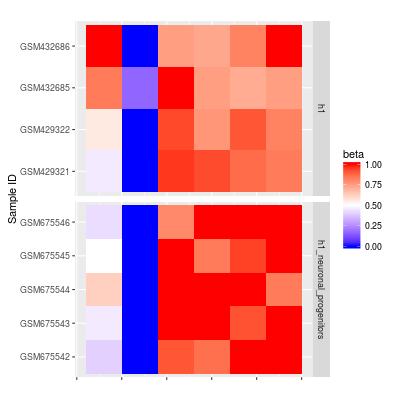 GSM432686
GSM432685
GSM429322
GSM429321
h1
GSM675546
GSM675545
GSM675544
GSM675543
GSM675542
h1_neuronal_progenitors
Sample ID
beta
1.00
0.75
0.50
0.25
0.00